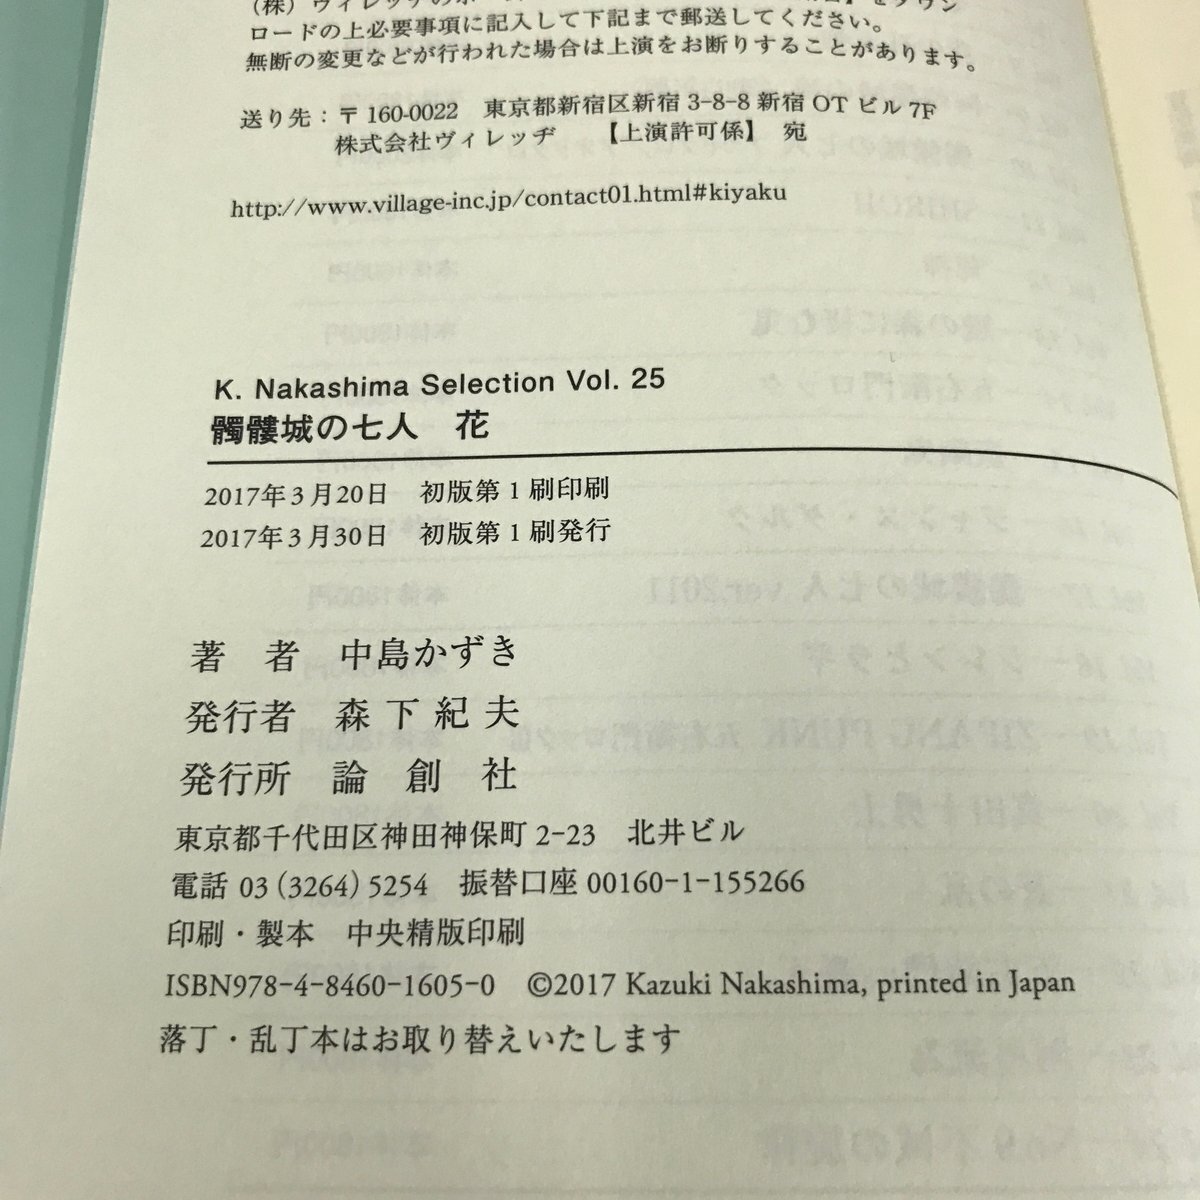 ロードの上必要事項に記入して下記まで郵送してください。
無断の変更などが行われた場合は上演をお断りすることがあります。
送り先：〒160-0022　東京都新宿区新宿 3-8-8 新宿 OT ビル 7F
株式会社ヴィレッヂ　【上演許可係】　宛
http://www.village-inc.jp/contact01.html#kiyaku
K. Nakashima Selection Vol. 25
髑髏城の七人　花
2017年3月20日　初版第1刷印刷
2017年3月30日　初版第1刷発行
著　者　中島かずき
発行者　森下紀夫
発行所　論　創　社
東京都千代田区神田神保町 2-23　北井ビル
電話 03 (3264) 5254　振替口座 00160-1-155266
印刷・製本　中央精版印刷
ISBN978-4-8460-1605-0　©2017 Kazuki Nakashima, printed in Japan
落丁・乱丁本はお取り替えいたします